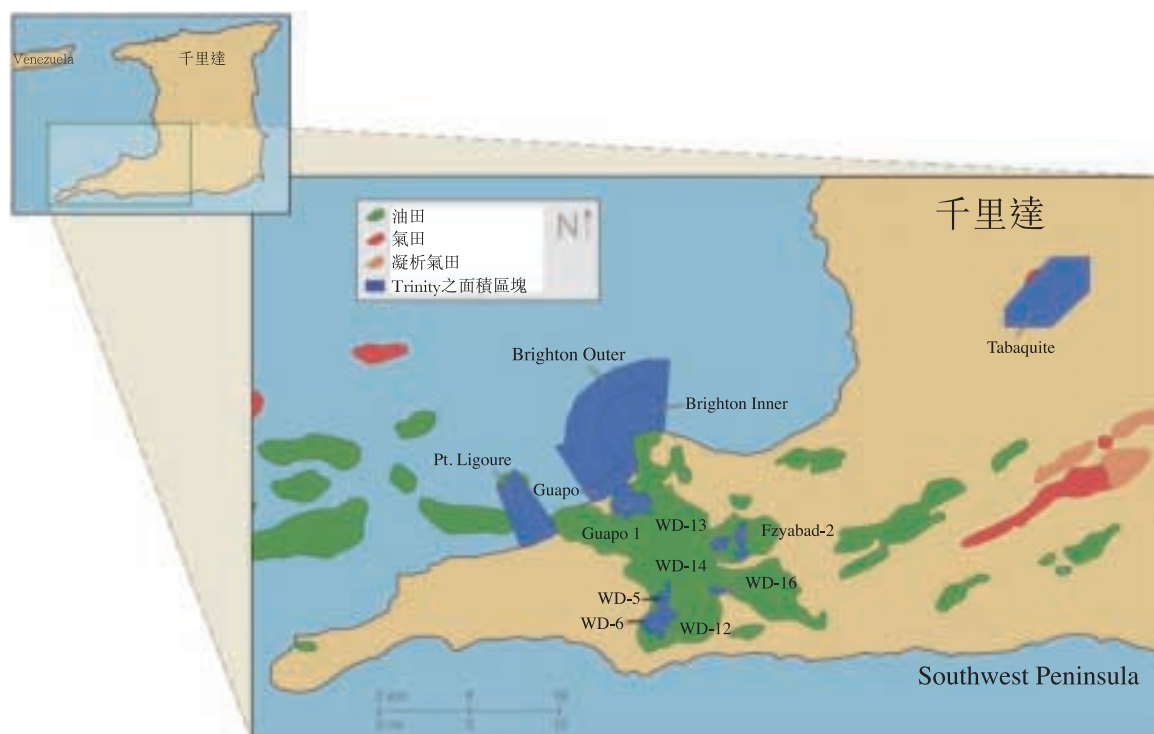 Venezuela
千里達
油田
氣田
凝析氣田
Trinity之面積區塊
N
千里達
Tabaquite
Brighton Outer
Brighton Inner
Pt. Ligoure
Guapo
Guapo 1
WD-13
Fzyabad-2
WD-14
WD-16
WD-5
WD-6
WD-12
Southwest Peninsula